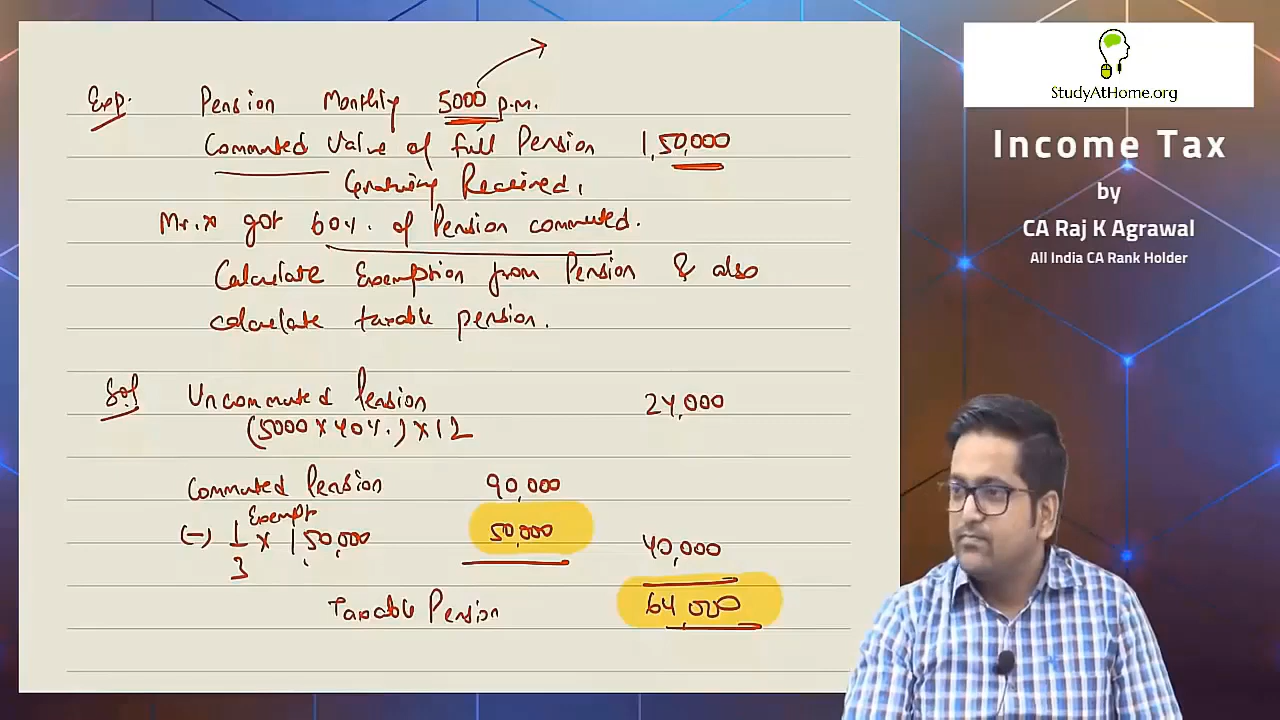 Exp. Pension Monthly 5000 p.m.
Commuted Value of full Pension 1,50,000
Gratuity Received.
Mr. X got 60% of Pension commuted.
Calculate Exemption from Pension & also
calculate taxable pension.
Sol Uncommuted Pension 24,000
(5000 x 40%.) x 12
Commuted Pension 90,000
Exempt
(-) 1/3 x 1,50,000 50,000 40,000
Taxable Pension 64,000
StudyAtHome.org
Income Tax
by
CA Raj K Agrawal
All India CA Rank Holder